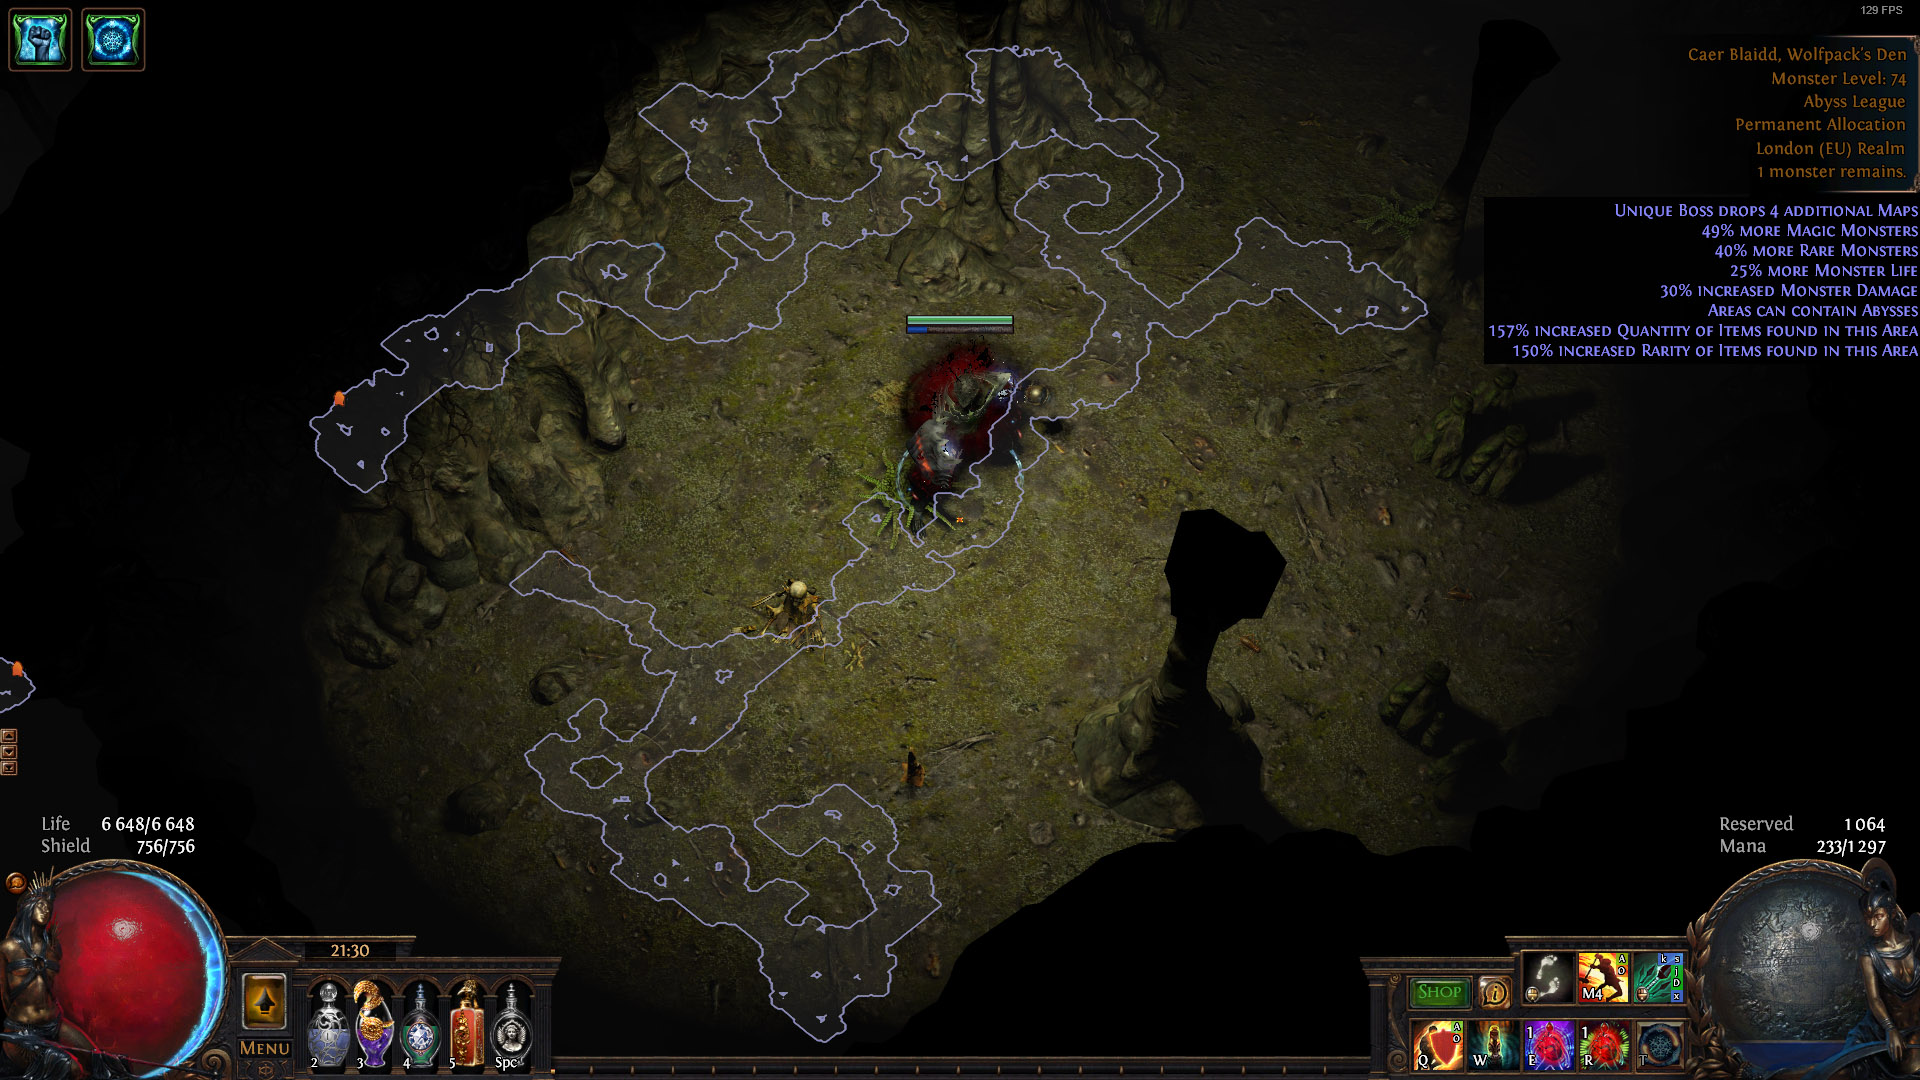 129 FPS
Caer Blaidd, Wolfpack's Den
Monster Level: 74
Abyss League
Permanent Allocation
London (EU) Realm
1 monster remains.
Unique Boss drops 4 additional Maps
49% more Magic Monsters
40% more Rare Monsters
25% more Monster Life
30% increased Monster Damage
Areas can contain Abysses
157% increased Quantity of Items found in this Area
150% increased Rarity of Items found in this Area
Life 6 648/6 648
Shield 756/756
Reserved 1 064
Mana 233/1 297
21:30
Menu
2 3 4 5 Spc
Shop
M4 A O k s j D x
Q A O W 1 E 1 R T